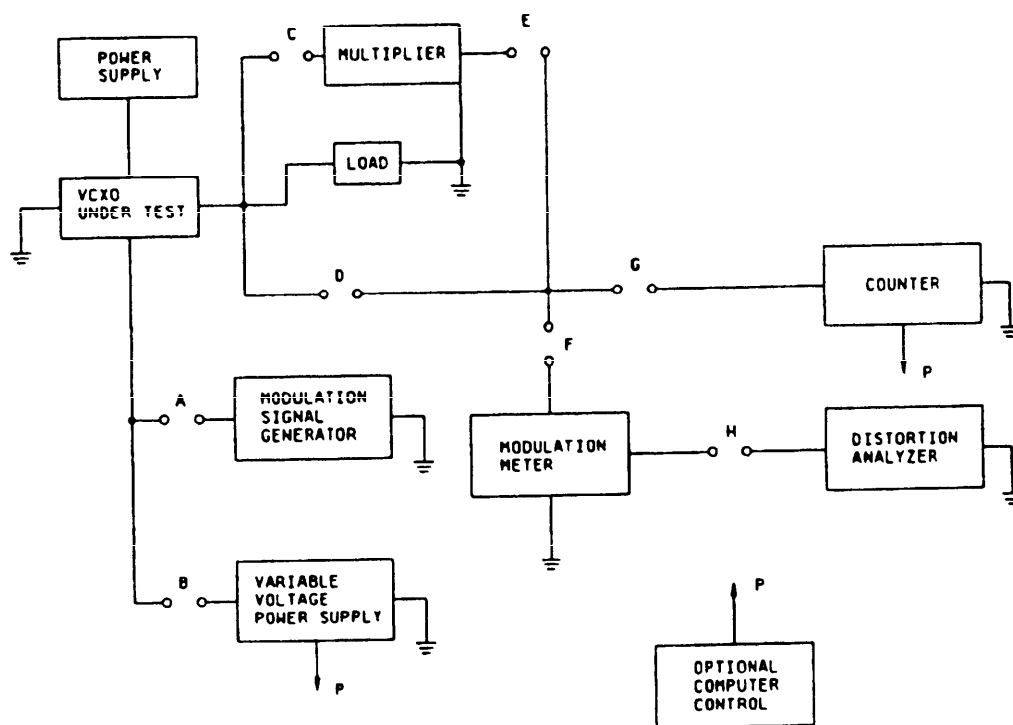 C
E
POWER
SUPPLY
MULTIPLIER
LOAD
VCXO
UNDER TEST
D
G
COUNTER
F
P
A
MODULATION
SIGNAL
GENERATOR
MODULATION
METER
H
DISTORTION
ANALYZER
B
VARIABLE
VOLTAGE
POWER SUPPLY
P
P
OPTIONAL
COMPUTER
CONTROL